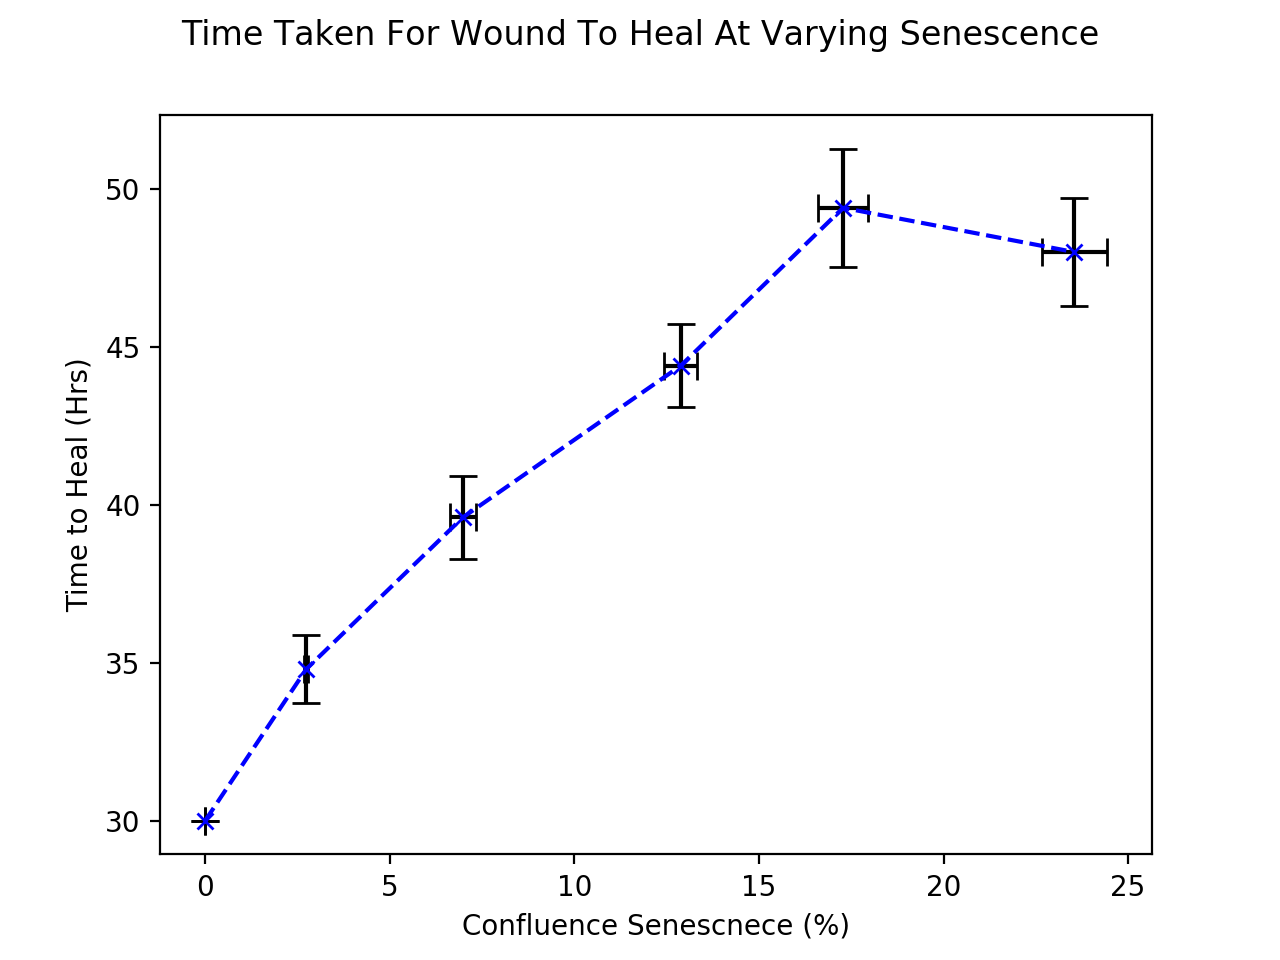 Time Taken For Wound To Heal At Varying Senescence
50
45
40
35
30
Time to Heal (Hrs)
0 5 10 15 20 25
Confluence Senescnece (%)